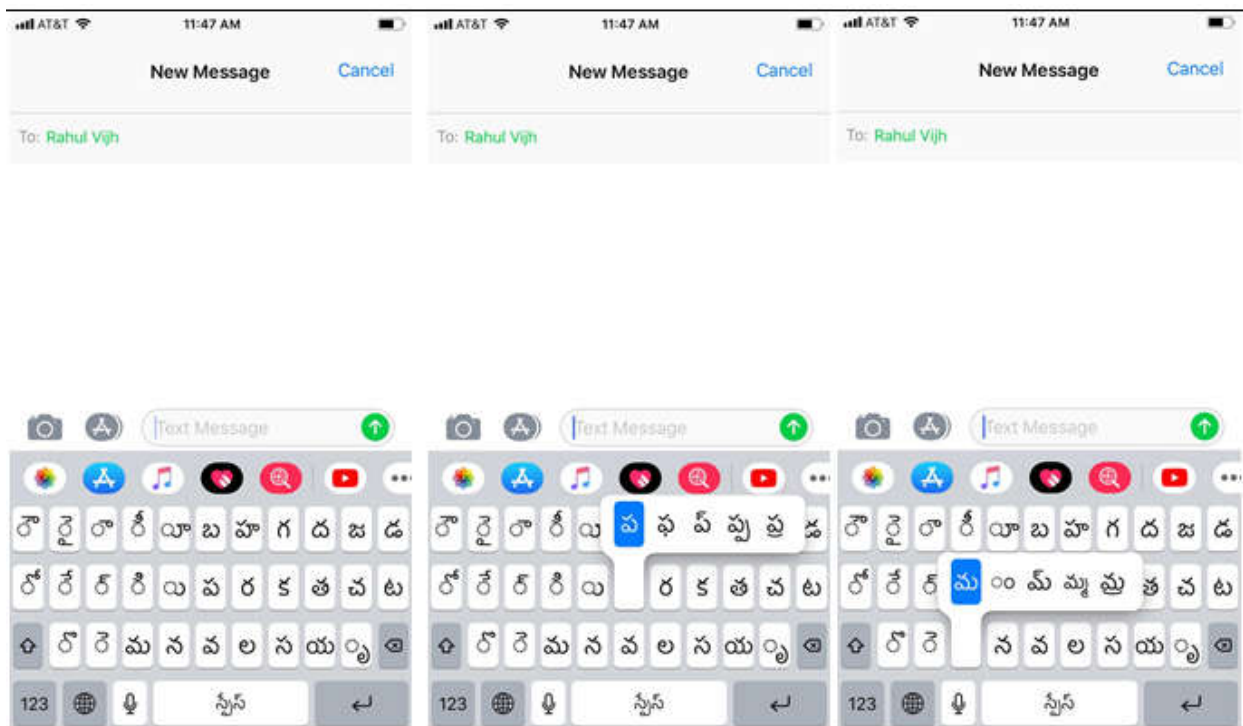 AT&T 11:47 AM
New Message Cancel
To: Rahul Vijh
Text Message
ౌ ై ా ీ ూ బ హ గ ద జ డ
ో ే ్ ి ు ప ర క త చ ట
ొ ె మ న వ ల స య ృ
123 స్పేస్
AT&T 11:47 AM
New Message Cancel
To: Rahul Vijh
Text Message
ప ఫ ప్ ప్ప ప్ర
ౌ ై ా ీ ు డ
ో ే ్ ి ు ర క త చ ట
ొ ె మ న వ ల స య ృ
123 స్పేస్
AT&T 11:47 AM
New Message Cancel
To: Rahul Vijh
Text Message
ౌ ై ా ీ ూ బ హ గ ద జ డ
మ ం మ్ మ్మ మ్ర
ో ే ్ త చ ట
ొ ె న వ ల స య ృ
123 స్పేస్